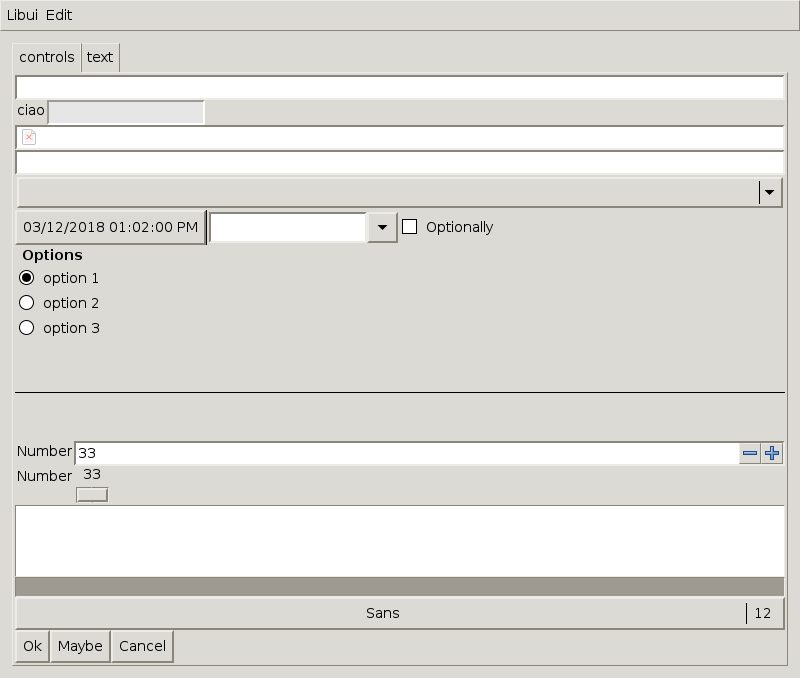 Libui Edit
controls text
ciao
03/12/2018 01:02:00 PM Optionally
Options
option 1
option 2
option 3
Number 33
Number 33
Sans 12
Ok Maybe Cancel